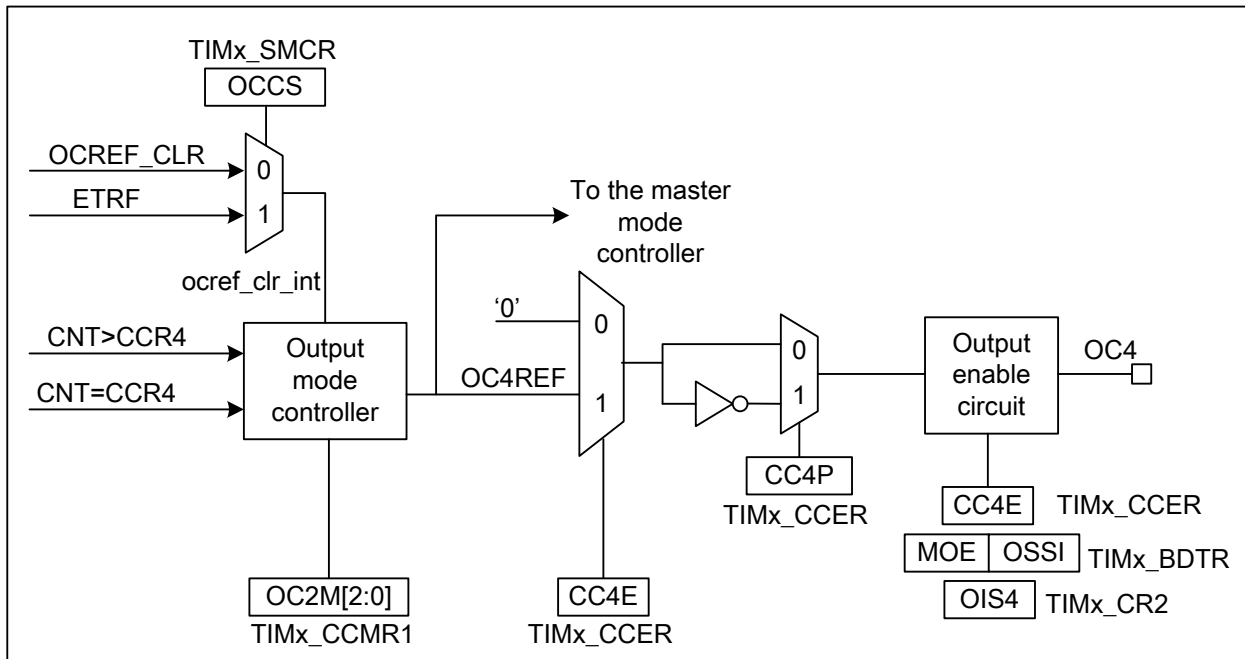 TIMx_SMCR
OCCS
OCREF_CLR
0
ETRF
1
ocref_clr_int
To the master
mode
controller
CNT>CCR4
CNT=CCR4
Output
mode
controller
‘0’
0
OC4REF
1
0
1
Output
enable
circuit
OC4
CC4P
TIMx_CCER
CC4E
TIMx_CCER
MOE
OSSI
TIMx_BDTR
OIS4
TIMx_CR2
OC2M[2:0]
TIMx_CCMR1
CC4E
TIMx_CCER